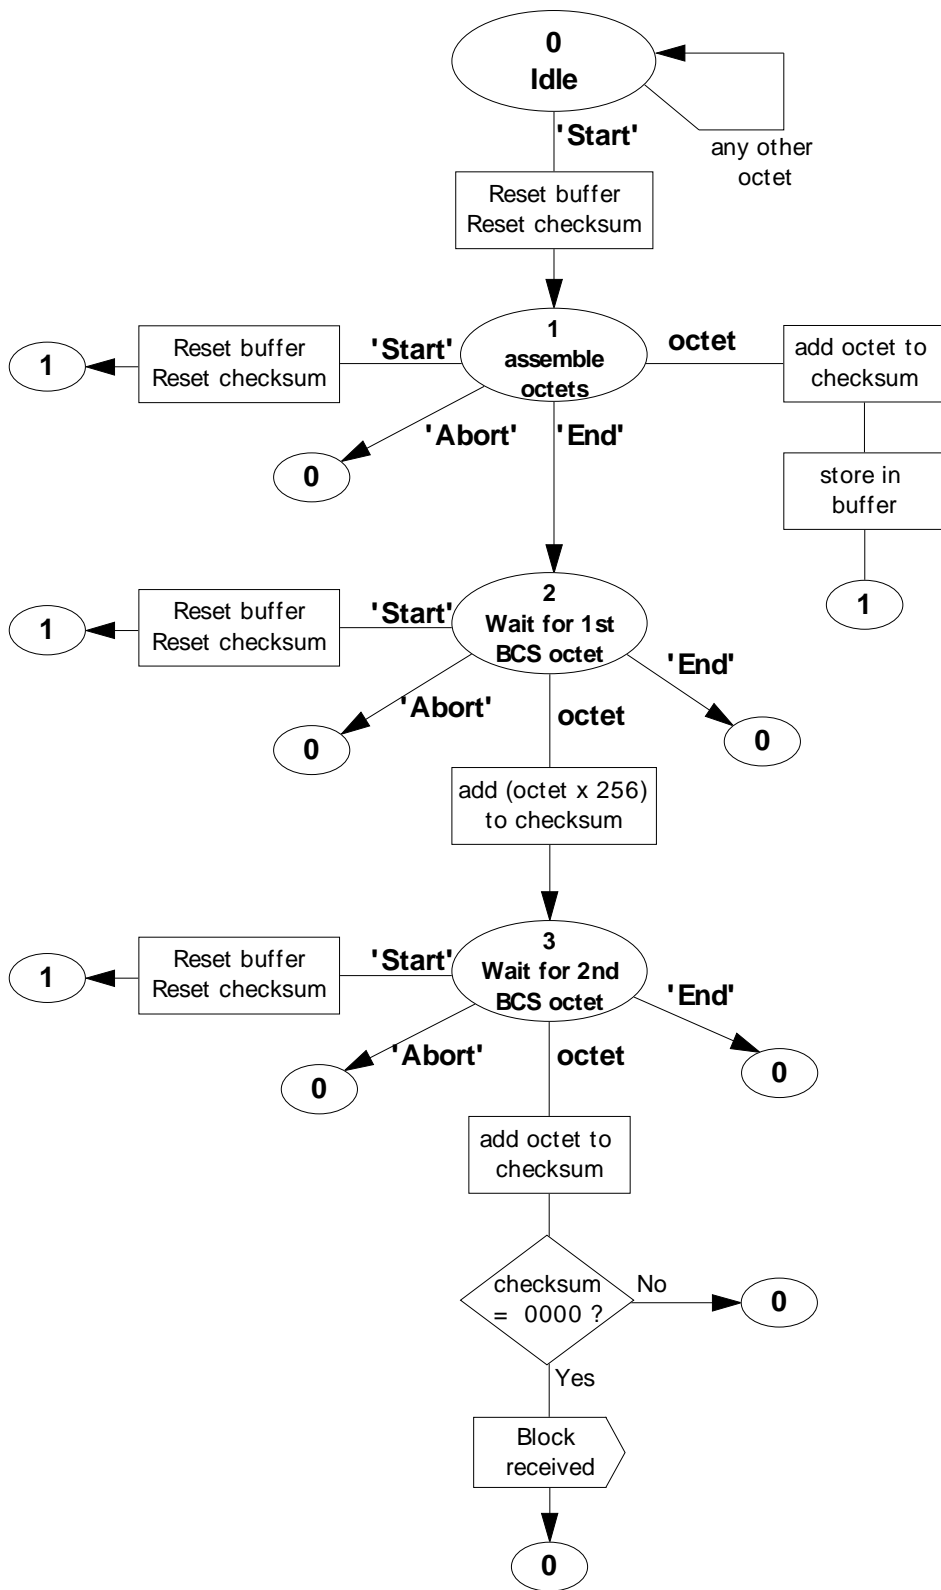 0
Idle
'Start'
any other
octet
Reset buffer
Reset checksum
1
assemble
octets
'Start'
Reset buffer
Reset checksum
1
octet
add octet to
checksum
store in
buffer
1
'Abort'
0
'End'
2
Wait for 1st
BCS octet
'Start'
Reset buffer
Reset checksum
1
'Abort'
0
octet
'End'
0
add (octet x 256)
to checksum
3
Wait for 2nd
BCS octet
'Start'
Reset buffer
Reset checksum
1
'Abort'
0
octet
'End'
0
add octet to
checksum
checksum
= 0000 ?
No
0
Yes
Block
received
0